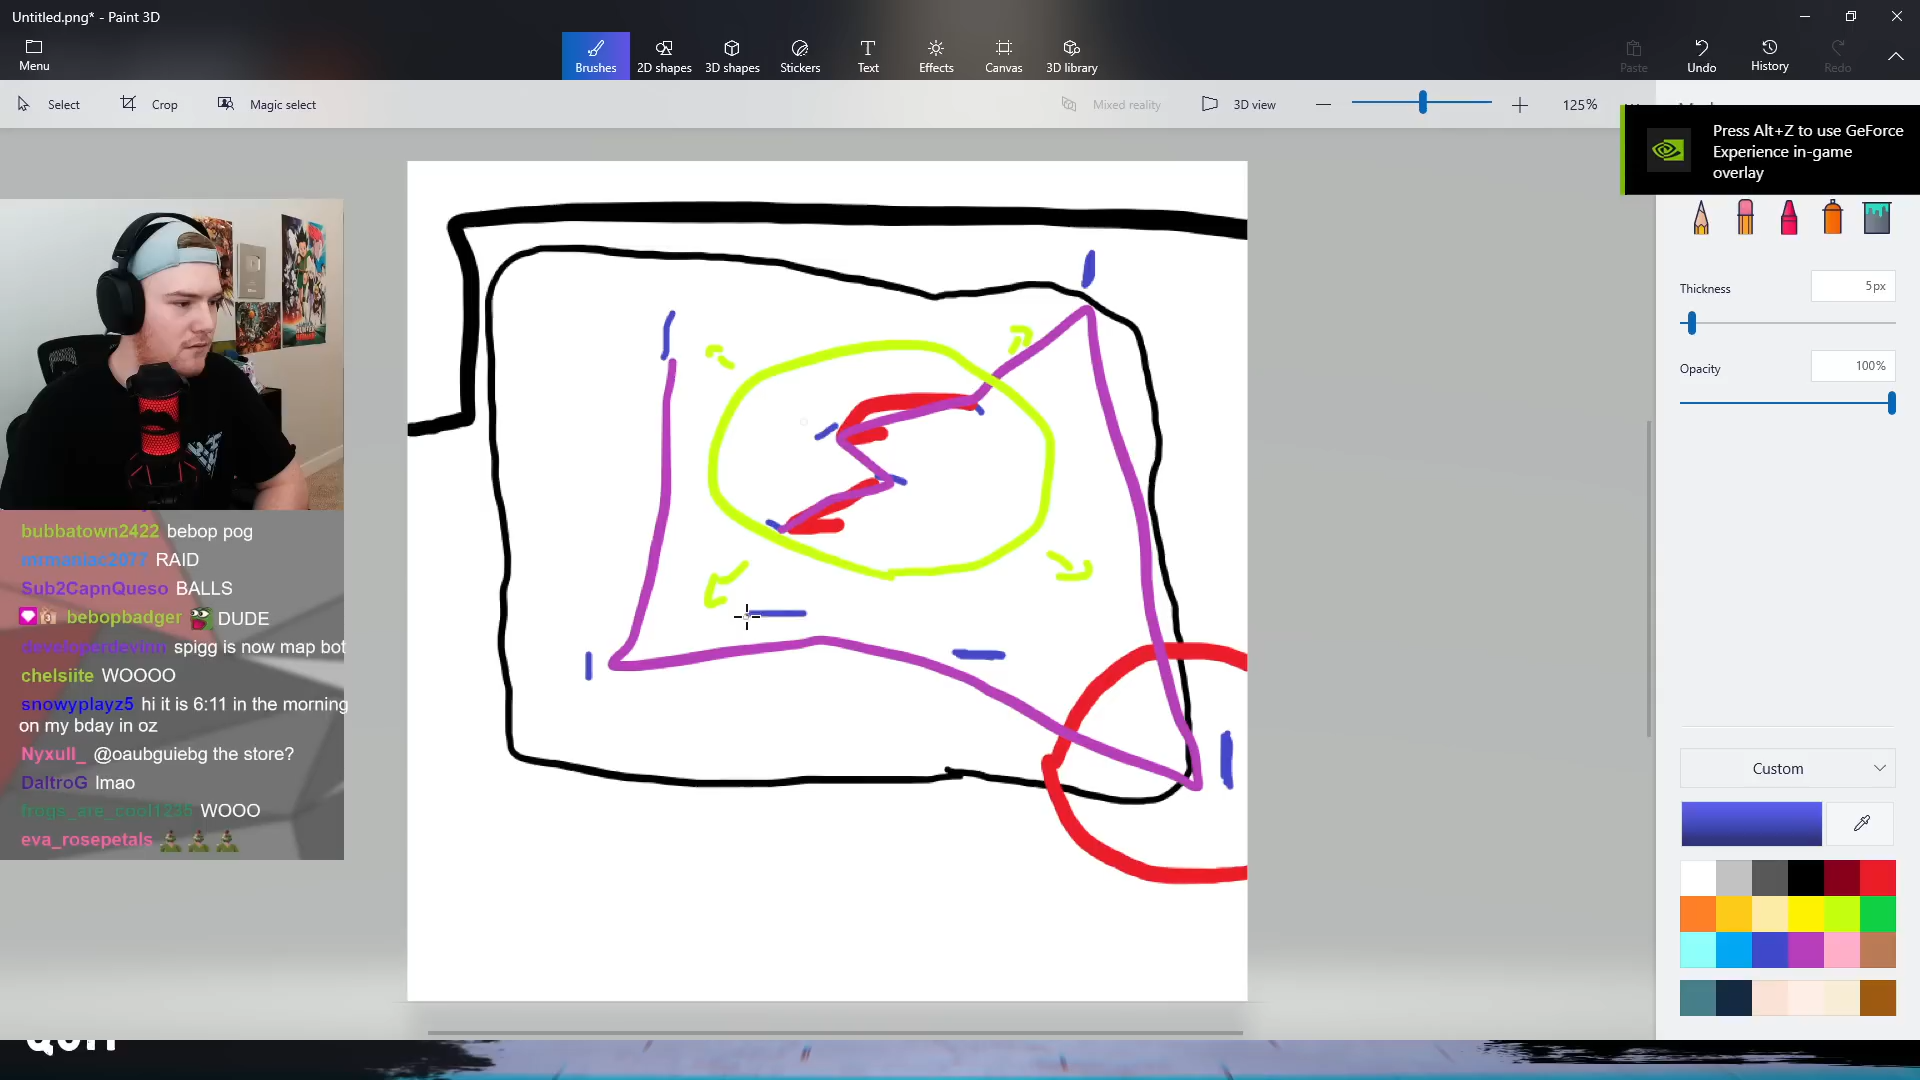 Untitled.png* - Paint 3D
Menu
Brushes
2D shapes
3D shapes
Stickers
Text
Effects
Canvas
3D library
Paste
Undo
History
Redo
Select
Crop
Magic select
Mixed reality
3D view
125%
Press Alt+Z to use GeForce
Experience in-game
overlay
Thickness
5px
Opacity
100%
Custom
bubbatown2422 bebop pog
mrmaniac2077 RAID
Sub2CapnQueso BALLS
bebopbadger DUDE
developerdevinn spigg is now map bot
chelsiite WOOOO
snowyplayz5 hi it is 6:11 in the morning
on my bday in oz
Nyxull_ @oaubguiebg the store?
DaltroG lmao
frogs_are_cool1235 WOOO
eva_rosepetals